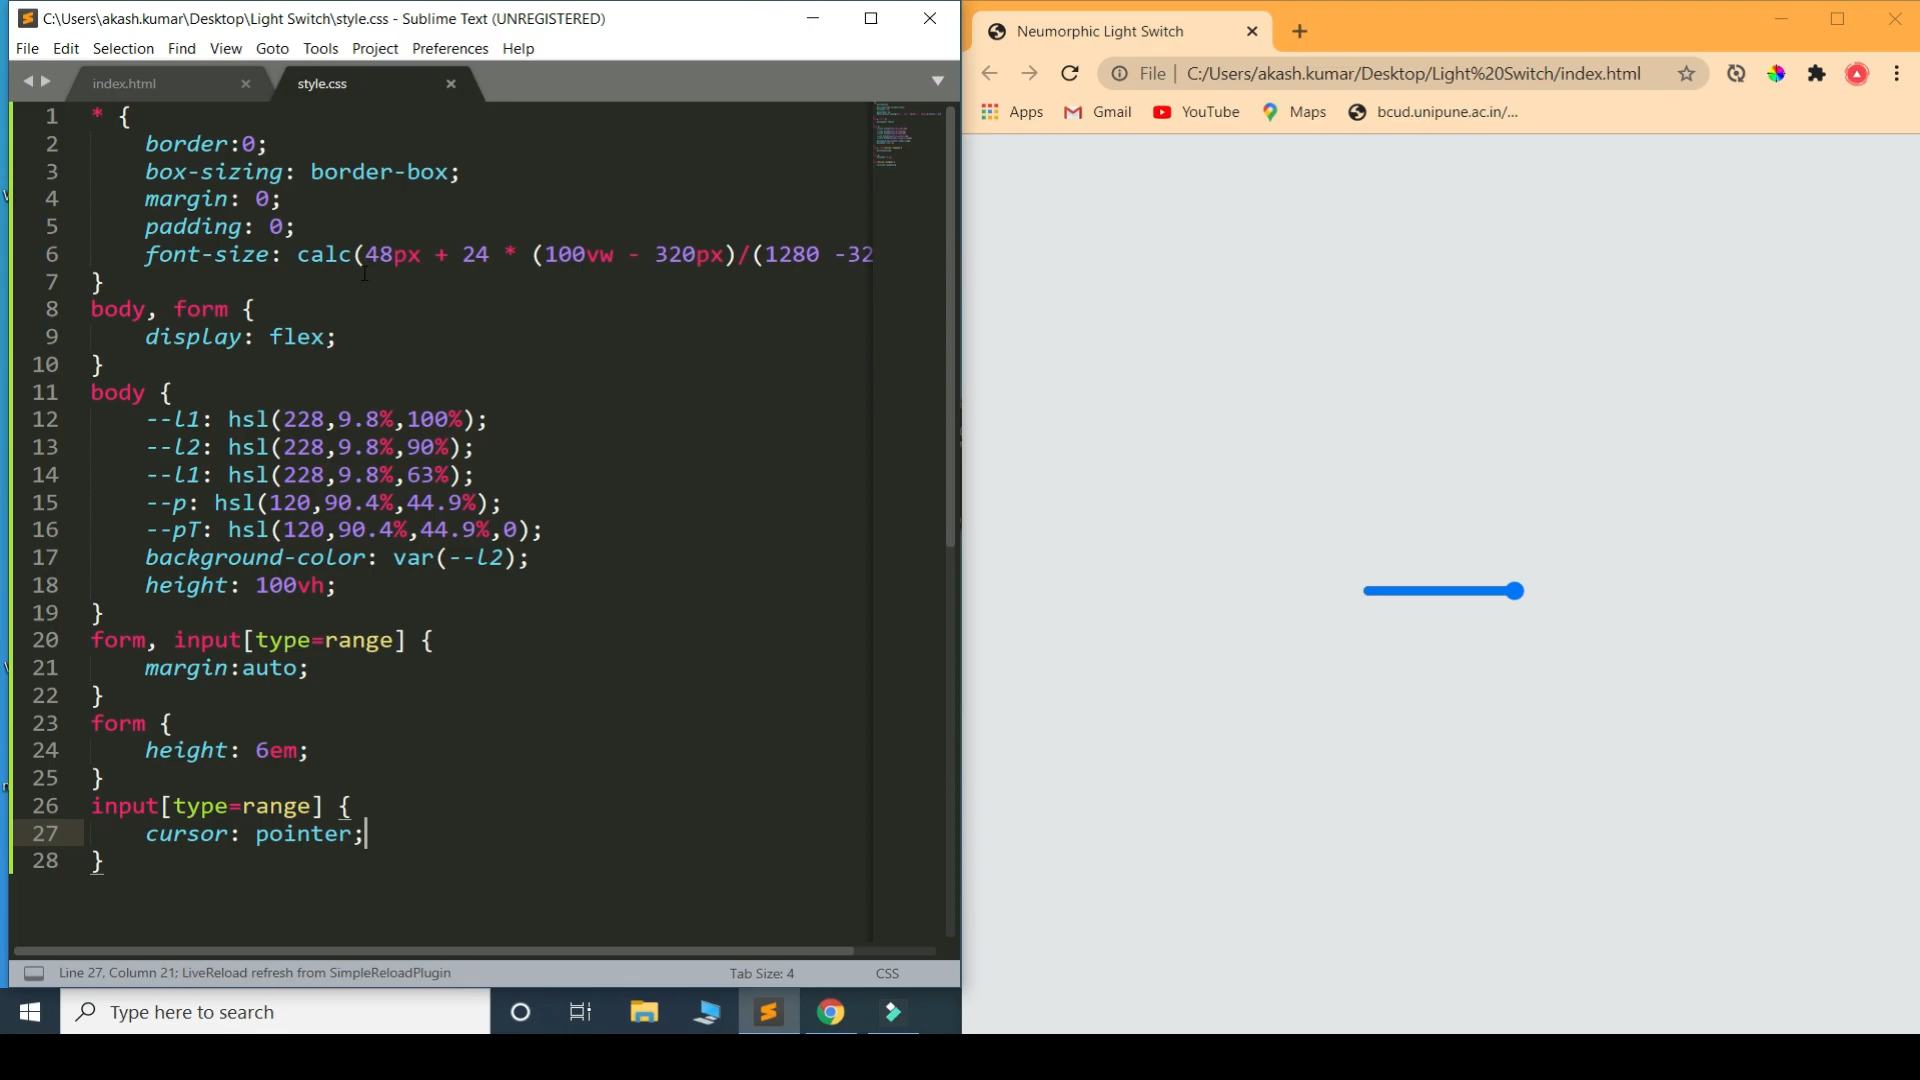 C:\Users\akash.kumar\Desktop\Light Switch\style.css - Sublime Text (UNREGISTERED)
File Edit Selection Find View Goto Tools Project Preferences Help
index.html style.css
1 * {
2 border:0;
3 box-sizing: border-box;
4 margin: 0;
5 padding: 0;
6 font-size: calc(48px + 24 * (100vw - 320px)/(1280 -32
7 }
8 body, form {
9 display: flex;
10 }
11 body {
12 --l1: hsl(228,9.8%,100%);
13 --l2: hsl(228,9.8%,90%);
14 --l1: hsl(228,9.8%,63%);
15 --p: hsl(120,90.4%,44.9%);
16 --pT: hsl(120,90.4%,44.9%,0);
17 background-color: var(--l2);
18 height: 100vh;
19 }
20 form, input[type=range] {
21 margin:auto;
22 }
23 form {
24 height: 6em;
25 }
26 input[type=range] {
27 cursor: pointer;
28 }
Line 27, Column 21; LiveReload refresh from SimpleReloadPlugin Tab Size: 4 CSS
Type here to search
Neumorphic Light Switch
File C:/Users/akash.kumar/Desktop/Light%20Switch/index.html
Apps Gmail YouTube Maps bcud.unipune.ac.in/...